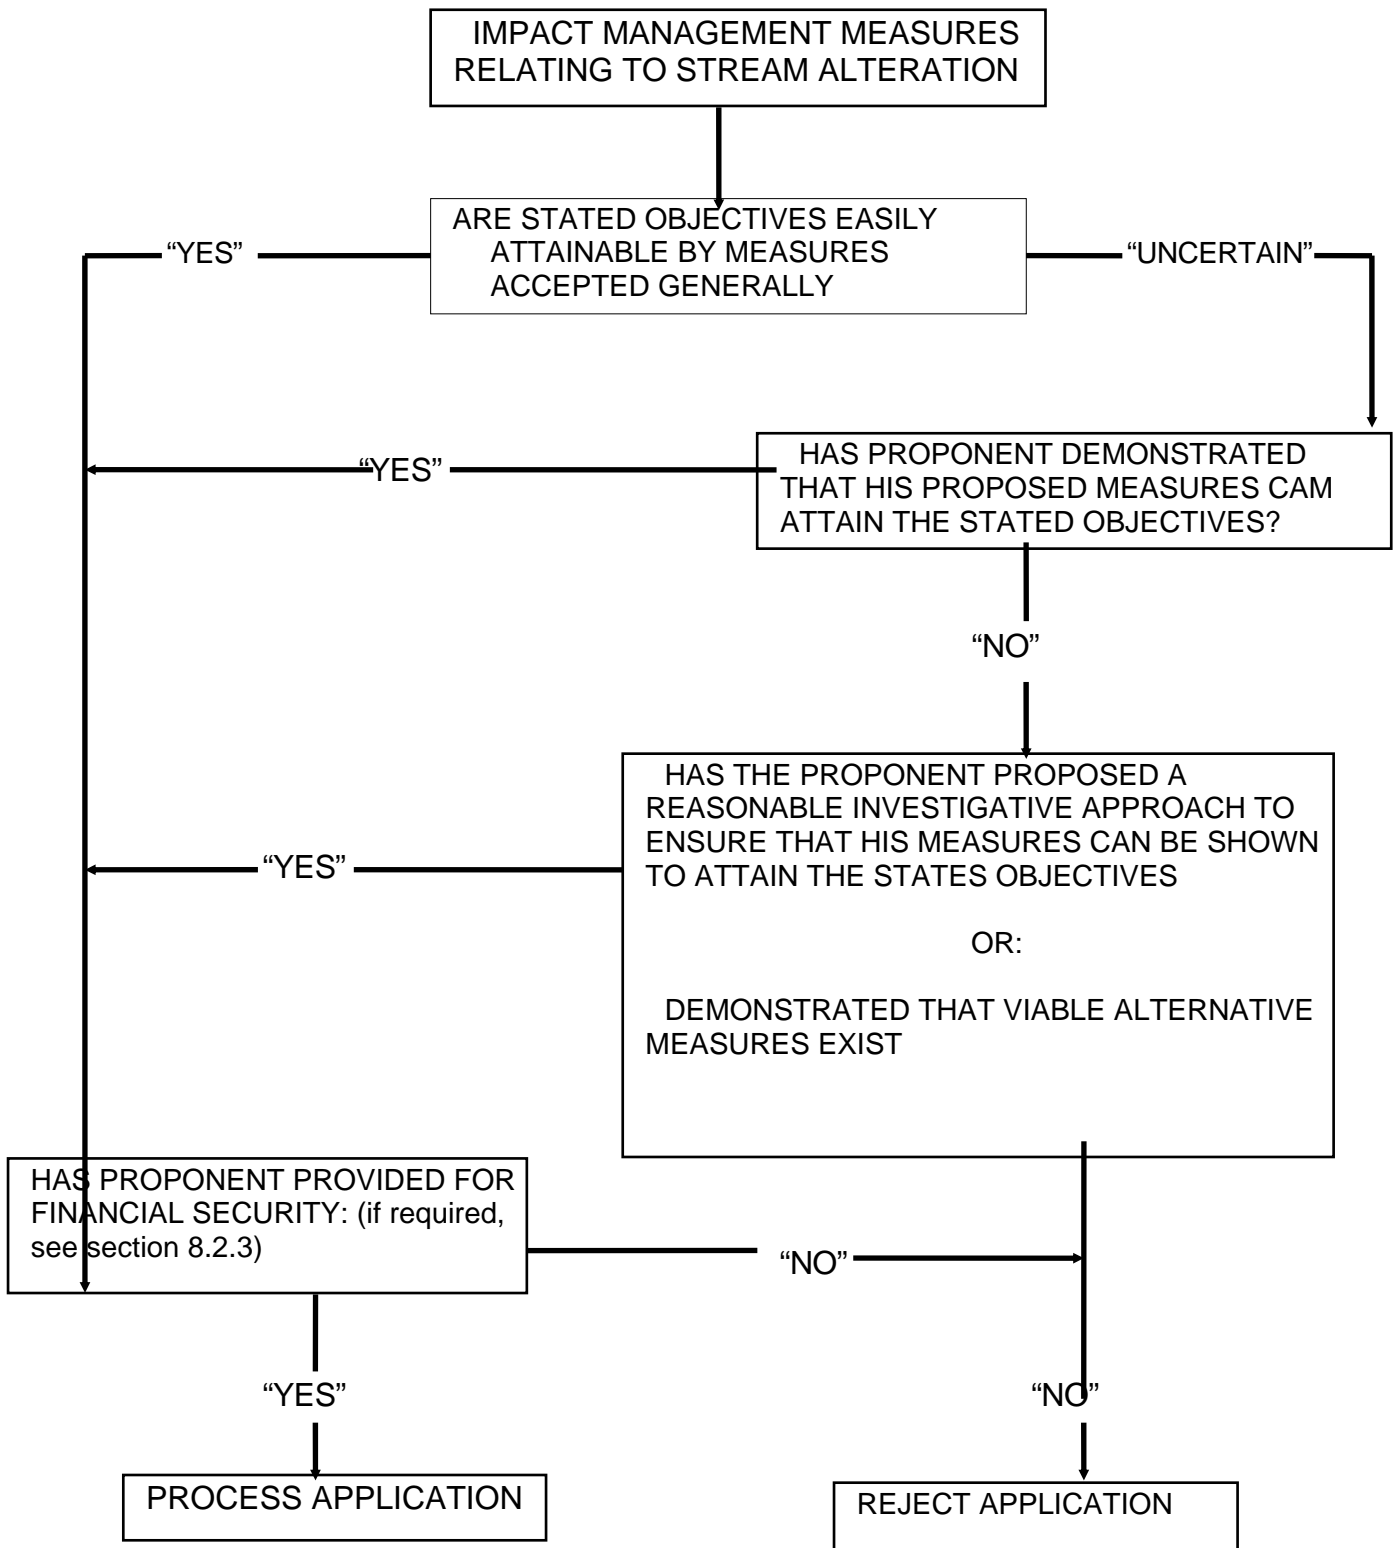 IMPACT MANAGEMENT MEASURES
RELATING TO STREAM ALTERATION
ARE STATED OBJECTIVES EASILY
ATTAINABLE BY MEASURES
ACCEPTED GENERALLY
“YES”
“UNCERTAIN”
HAS PROPONENT DEMONSTRATED
THAT HIS PROPOSED MEASURES CAM
ATTAIN THE STATED OBJECTIVES?
“YES”
“NO”
HAS THE PROPONENT PROPOSED A
REASONABLE INVESTIGATIVE APPROACH TO
ENSURE THAT HIS MEASURES CAN BE SHOWN
TO ATTAIN THE STATES OBJECTIVES
OR:
DEMONSTRATED THAT VIABLE ALTERNATIVE
MEASURES EXIST
“YES”
HAS PROPONENT PROVIDED FOR
FINANCIAL SECURITY: (if required,
see section 8.2.3)
“NO”
“YES”
“NO”
PROCESS APPLICATION
REJECT APPLICATION